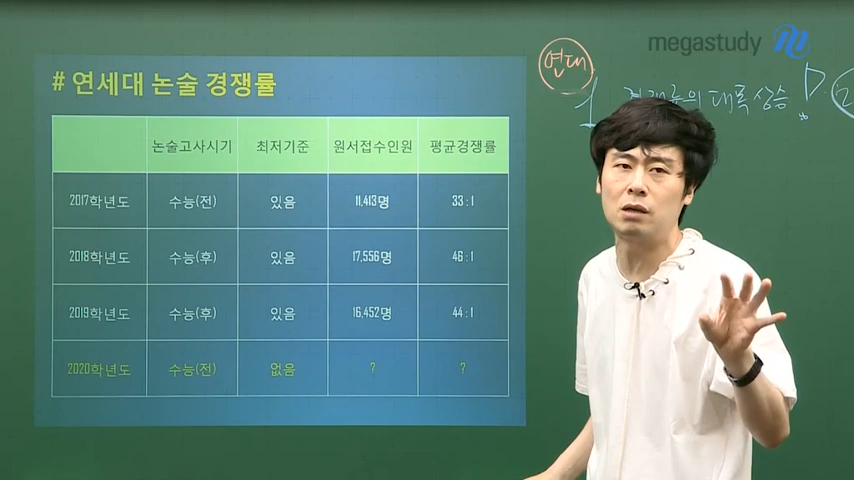 megastudy
# 연세대 논술 경쟁률
논술고사시기 최저기준 원서접수인원 평균경쟁률
2017학년도 수능(전) 있음 11,413명 33:1
2018학년도 수능(후) 있음 17,556명 46:1
2019학년도 수능(후) 있음 16,452명 44:1
2020학년도 수능(전) 없음 ? ?
연대
1 의 대폭 상승